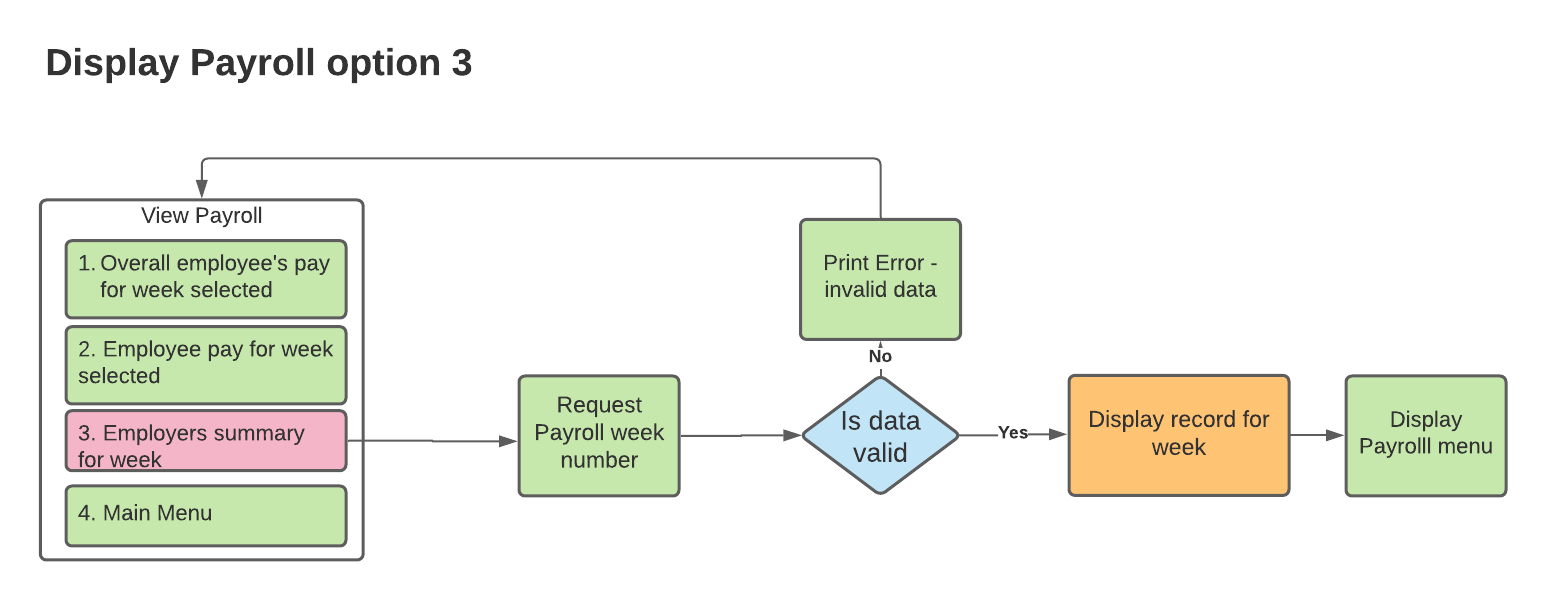 Display Payroll option 3
View Payroll
1. Overall employee's pay
for week selected
2. Employee pay for week
selected
3. Employers summary
for week
4. Main Menu
Request
Payroll week
number
Is data
valid
No
Print Error -
invalid data
Yes
Display record for
week
Display
Payrolll menu